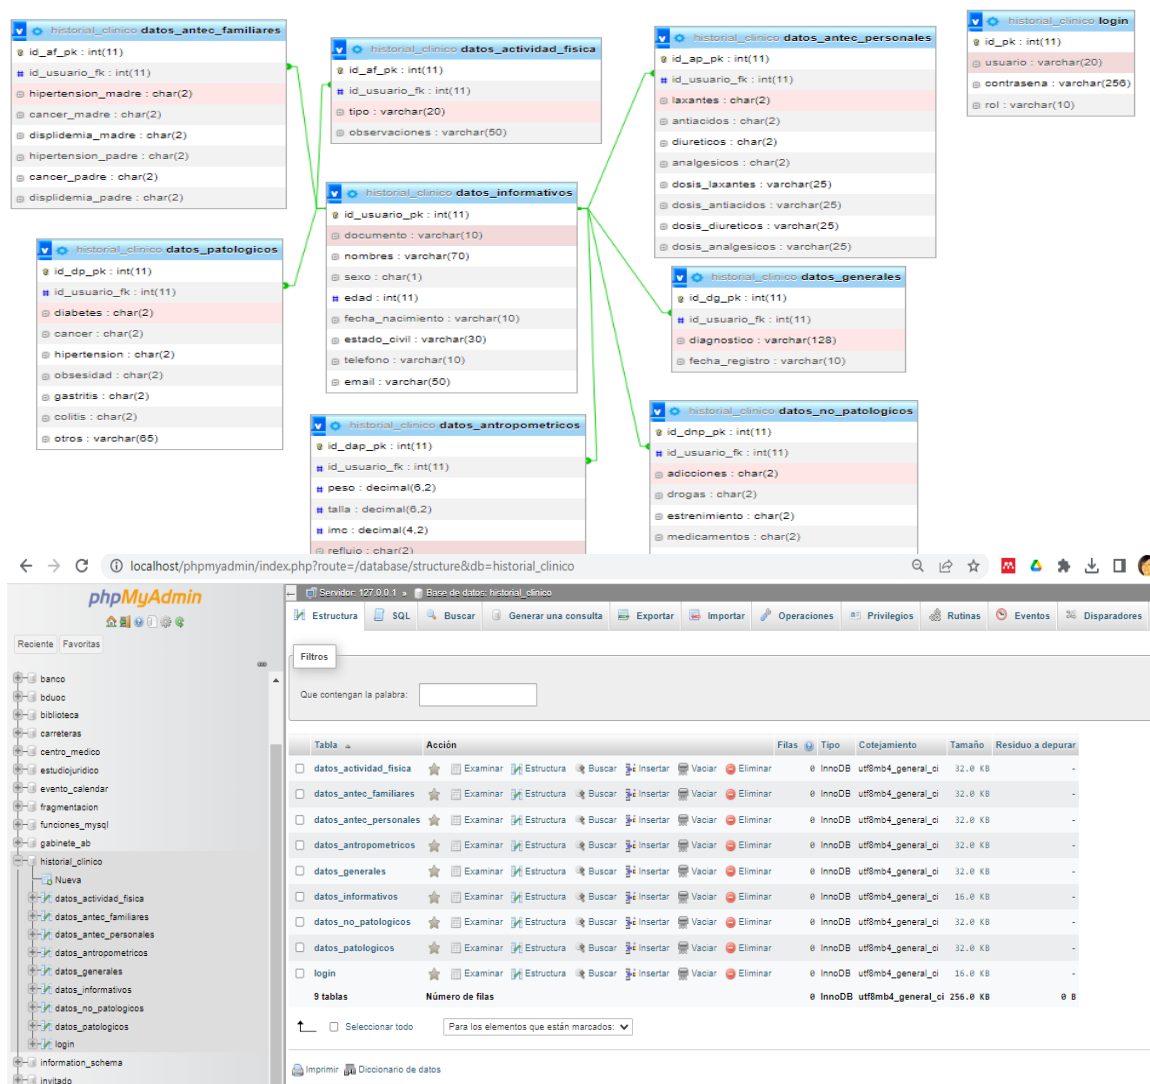 historial_clinico datos_antec_familiares
id_af_pk : int(11)
id_usuario_fk : int(11)
hipertension_madre : char(2)
cancer_madre : char(2)
displidemia_madre : char(2)
hipertension_padre : char(2)
cancer_padre : char(2)
displidemia_padre : char(2)
historial_clinico datos_actividad_fisica
id_af_pk : int(11)
id_usuario_fk : int(11)
tipo : varchar(20)
observaciones : varchar(50)
historial_clinico datos_antec_personales
id_ap_pk : int(11)
id_usuario_fk : int(11)
laxantes : char(2)
antiacidos : char(2)
diureticos : char(2)
analgesicos : char(2)
dosis_laxantes : varchar(25)
dosis_antiacidos : varchar(25)
dosis_diureticos : varchar(25)
dosis_analgesicos : varchar(25)
historial_clinico login
id_pk : int(11)
usuario : varchar(20)
contrasena : varchar(256)
rol : varchar(10)
historial_clinico datos_patologicos
id_dp_pk : int(11)
id_usuario_fk : int(11)
diabetes : char(2)
cancer : char(2)
hipertension : char(2)
obsesidad : char(2)
gastritis : char(2)
colitis : char(2)
otros : varchar(65)
historial_clinico datos_informativos
id_usuario_pk : int(11)
documento : varchar(10)
nombres : varchar(70)
sexo : char(1)
edad : int(11)
fecha_nacimiento : varchar(10)
estado_civil : varchar(30)
telefono : varchar(10)
email : varchar(50)
historial_clinico datos_generales
id_dg_pk : int(11)
id_usuario_fk : int(11)
diagnostico : varchar(128)
fecha_registro : varchar(10)
historial_clinico datos_antropometricos
id_dap_pk : int(11)
id_usuario_fk : int(11)
peso : decimal(6,2)
talla : decimal(6,2)
imc : decimal(4,2)
reflujo : char(2)
historial_clinico datos_no_patologicos
id_dnp_pk : int(11)
id_usuario_fk : int(11)
adicciones : char(2)
drogas : char(2)
estrenimiento : char(2)
medicamentos : char(2)
localhost/phpmyadmin/index.php?route=/database/structure&db=historial_clinico
phpMyAdmin
Reciente Favoritas
banco
bduoc
biblioteca
carreteras
centro_medico
estudiojuridico
evento_calendar
fragmentacion
funciones_mysql
gabinete_ab
historial_clinico
Nueva
datos_actividad_fisica
datos_antec_familiares
datos_antec_personales
datos_antropometricos
datos_generales
datos_informativos
datos_no_patologicos
datos_patologicos
login
information_schema
invitado
Servidor: 127.0.0.1 » Base de datos: historial_clinico
Estructura SQL Buscar Generar una consulta Exportar Importar Operaciones Privilegios Rutinas Eventos Disparadores
Filtros
Que contengan la palabra:
Tabla Acción Filas Tipo Cotejamiento Tamaño Residuo a depurar
datos_actividad_fisica Examinar Estructura Buscar Insertar Vaciar Eliminar 0 InnoDB utf8mb4_general_ci 32.0 KB -
datos_antec_familiares Examinar Estructura Buscar Insertar Vaciar Eliminar 0 InnoDB utf8mb4_general_ci 32.0 KB -
datos_antec_personales Examinar Estructura Buscar Insertar Vaciar Eliminar 0 InnoDB utf8mb4_general_ci 32.0 KB -
datos_antropometricos Examinar Estructura Buscar Insertar Vaciar Eliminar 0 InnoDB utf8mb4_general_ci 32.0 KB -
datos_generales Examinar Estructura Buscar Insertar Vaciar Eliminar 0 InnoDB utf8mb4_general_ci 32.0 KB -
datos_informativos Examinar Estructura Buscar Insertar Vaciar Eliminar 0 InnoDB utf8mb4_general_ci 16.0 KB -
datos_no_patologicos Examinar Estructura Buscar Insertar Vaciar Eliminar 0 InnoDB utf8mb4_general_ci 32.0 KB -
datos_patologicos Examinar Estructura Buscar Insertar Vaciar Eliminar 0 InnoDB utf8mb4_general_ci 32.0 KB -
login Examinar Estructura Buscar Insertar Vaciar Eliminar 0 InnoDB utf8mb4_general_ci 16.0 KB -
9 tablas Número de filas 0 InnoDB utf8mb4_general_ci 256.0 KB 0 B
Seleccionar todo Para los elementos que están marcados:
Imprimir Diccionario de datos